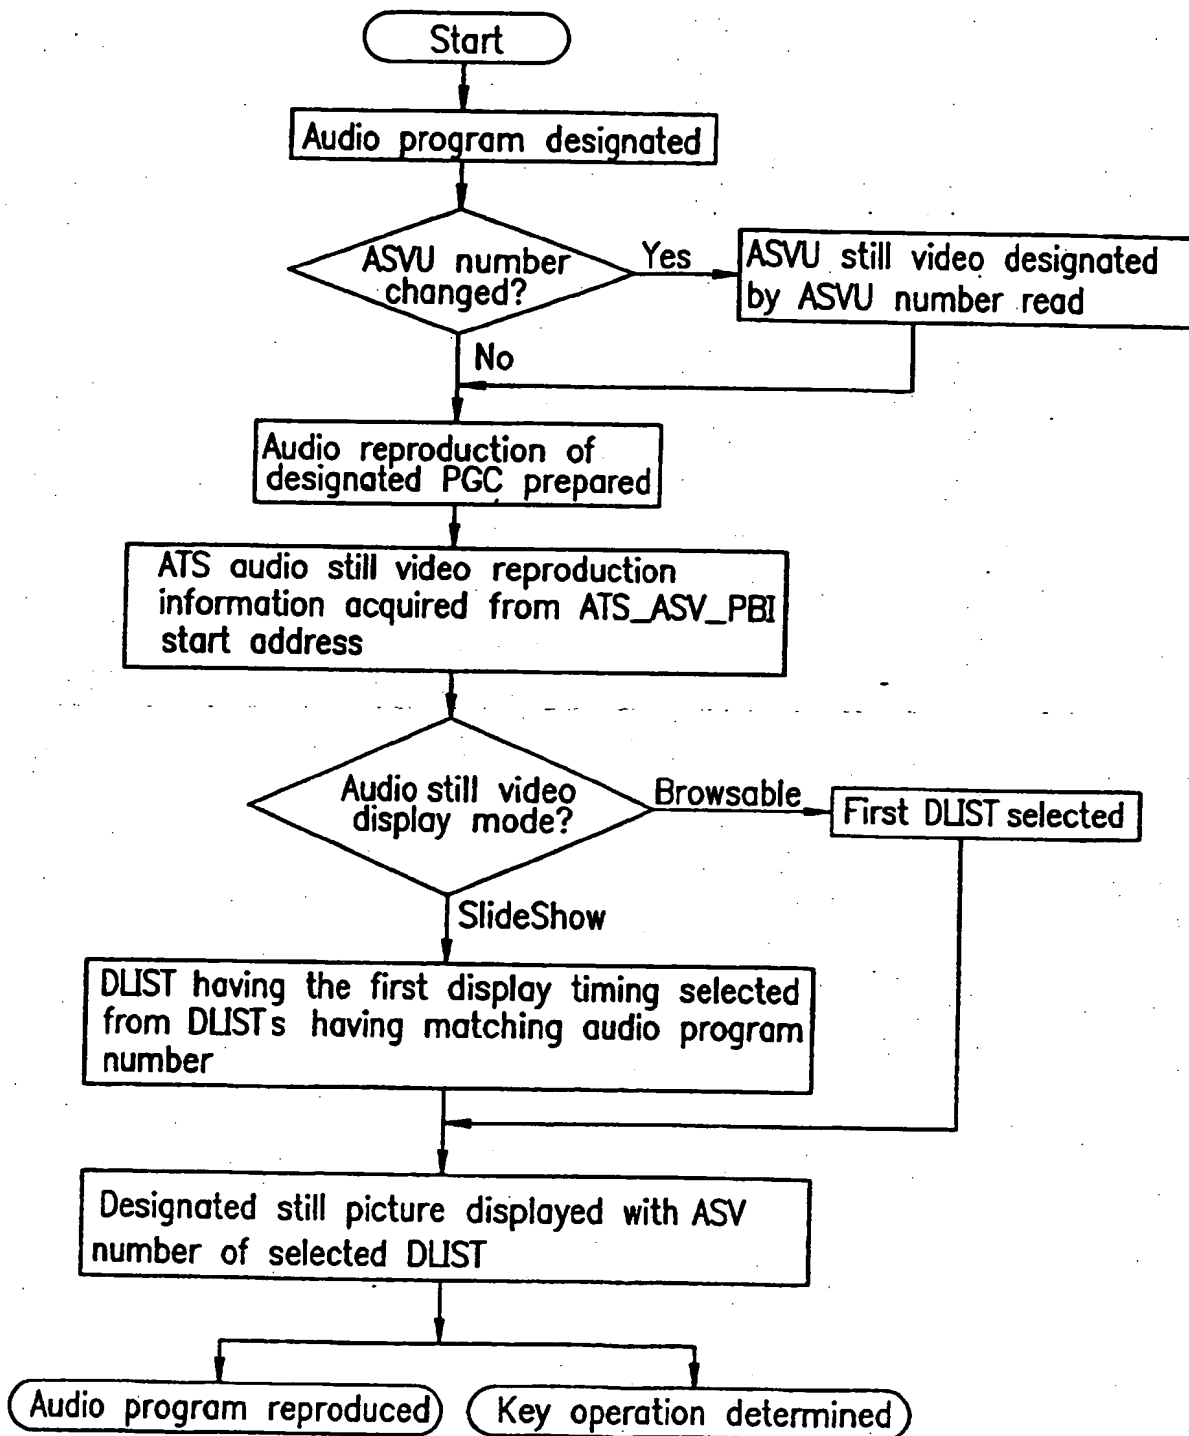 Start
Audio program designated
ASVU number
changed?
Yes
ASVU still video designated
by ASVU number read
No
Audio reproduction of
designated PGC prepared
ATS audio still video reproduction
information acquired from ATS_ASV_PBI
start address
Audio still video
display mode?
Browsable
First DLIST selected
SlideShow
DLIST having the first display timing selected
from DLISTs having matching audio program
number
Designated still picture displayed with ASV
number of selected DLIST
Audio program reproduced
Key operation determined